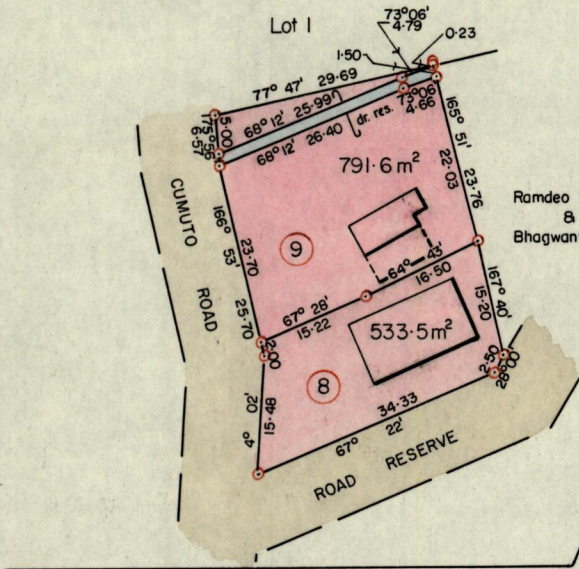 73°06'
4.79
0.23
Lot 1
1.50
77° 47' 29.69
5.00
175° 56'
6.57
68° 12' 25.99
68° 12' 26.40
dr. res.
73°06'
4.66
165° 51'
22.03
23.76
791.6 m²
Ramdeo
&
Bhagwan
CUMUTO ROAD
166° 53'
23.70
25.70
9
64° 43'
16.50
67° 28'
15.22
167° 40'
15.20
2.00
533.5 m²
8
2.50
28°00'
4° 02'
15.48
34.33
67° 22'
ROAD RESERVE